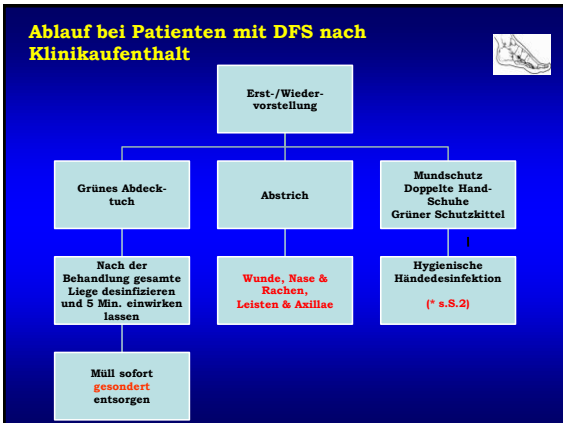 Ablauf bei Patienten mit DFS nach
Klinikaufenthalt
Erst-/Wieder-
vorstellung
Grünes Abdeck-
tuch
Abstrich
Mundschutz
Doppelte Hand-
Schuhe
Grüner Schutzkittel
Nach der
Behandlung gesamte
Liege desinfizieren
und 5 Min. einwirken
lassen
Wunde, Nase &
Rachen,
Leisten & Axillae
Hygienische
Händedesinfektion
(* s.S.2)
Müll sofort
gesondert
entsorgen